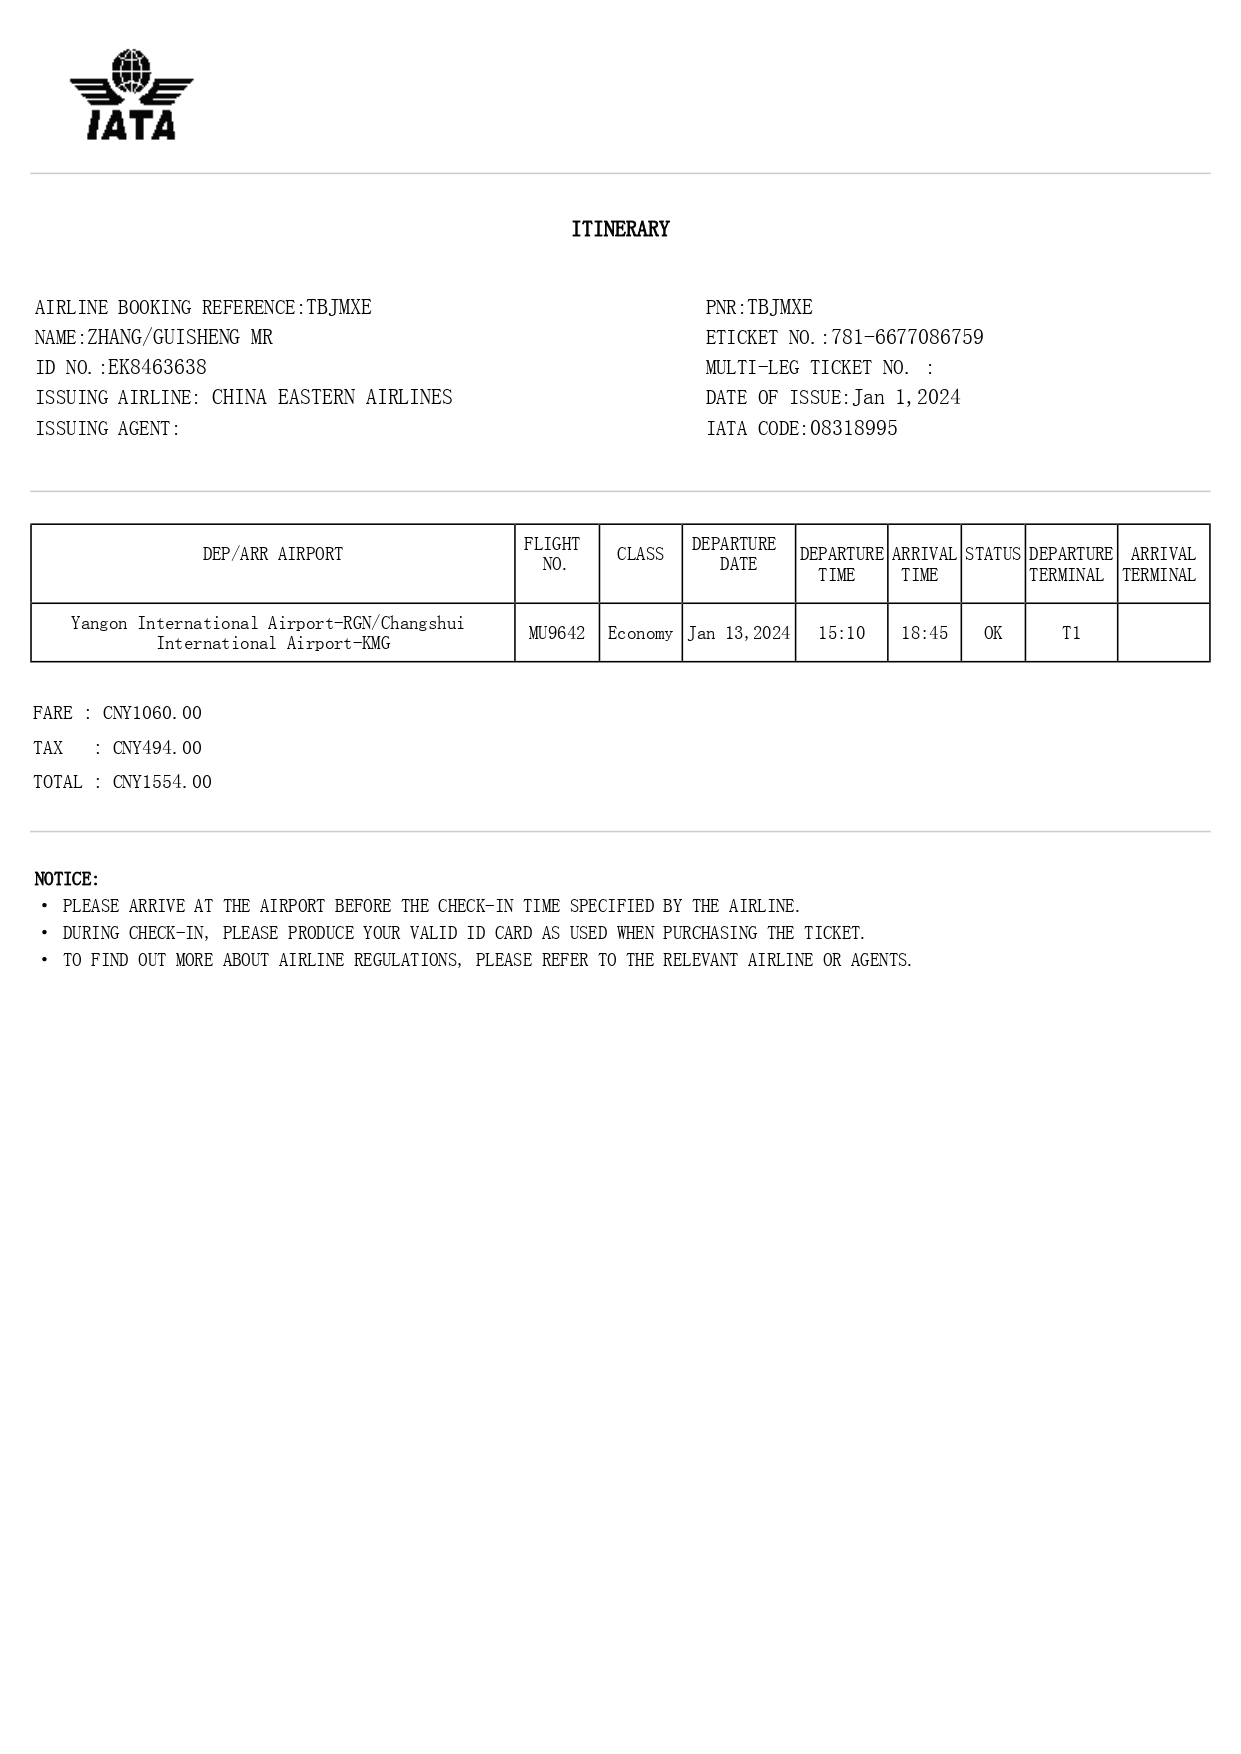 IATA
ITINERARY
AIRLINE BOOKING REFERENCE:TBJMXE
NAME:ZHANG/GUISHENG MR
ID NO.:EK8463638
ISSUING AIRLINE: CHINA EASTERN AIRLINES
ISSUING AGENT:
PNR:TBJMXE
ETICKET NO.:781-6677086759
MULTI-LEG TICKET NO. :
DATE OF ISSUE:Jan 1,2024
IATA CODE:08318995
DEP/ARR AIRPORT
FLIGHT
NO.
CLASS
DEPARTURE
DATE
DEPARTURE
TIME
ARRIVAL
TIME
STATUS
DEPARTURE
TERMINAL
ARRIVAL
TERMINAL
Yangon International Airport-RGN/Changshui
International Airport-KMG
MU9642
Economy
Jan 13,2024
15:10
18:45
OK
T1
FARE : CNY1060.00
TAX : CNY494.00
TOTAL : CNY1554.00
NOTICE:
• PLEASE ARRIVE AT THE AIRPORT BEFORE THE CHECK-IN TIME SPECIFIED BY THE AIRLINE.
• DURING CHECK-IN, PLEASE PRODUCE YOUR VALID ID CARD AS USED WHEN PURCHASING THE TICKET.
• TO FIND OUT MORE ABOUT AIRLINE REGULATIONS, PLEASE REFER TO THE RELEVANT AIRLINE OR AGENTS.